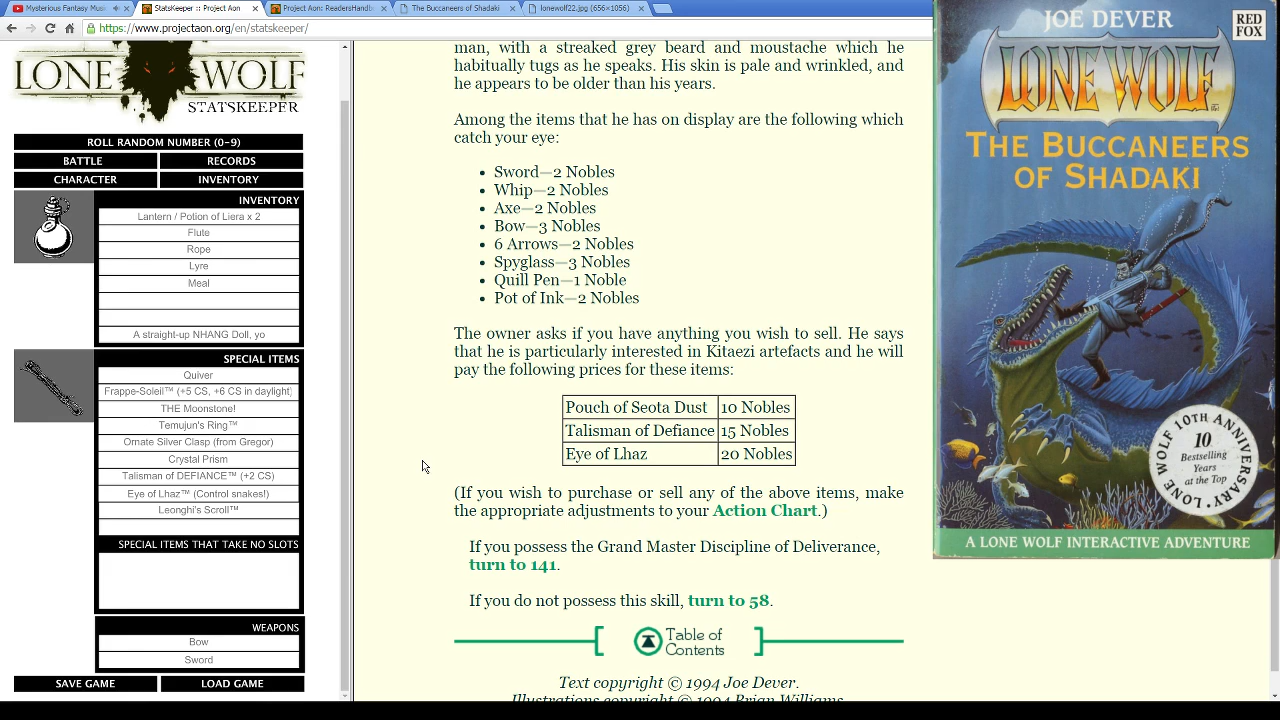 Mysterious Fantasy Musi
StatsKeeper :: Project Aon
Project Aon: ReadersHandb
The Buccaneers of Shadaki
lonewolf22.jpg (656×1056)
https://www.projectaon.org/en/statskeeper/
LONE WOLF
STATSKEEPER
ROLL RANDOM NUMBER (0-9)
BATTLE
RECORDS
CHARACTER
INVENTORY
INVENTORY
Lantern / Potion of Liera x 2
Flute
Rope
Lyre
Meal
A straight-up NHANG Doll, yo
SPECIAL ITEMS
Quiver
Frappe-Soleil™ (+5 CS, +6 CS in daylight)
THE Moonstone!
Temujun's Ring™
Ornate Silver Clasp (from Gregor)
Crystal Prism
Talisman of DEFIANCE™ (+2 CS)
Eye of Lhaz™ (Control snakes!)
Leonghi's Scroll™
SPECIAL ITEMS THAT TAKE NO SLOTS
WEAPONS
Bow
Sword
SAVE GAME
LOAD GAME
man, with a streaked grey beard and moustache which he
habitually tugs as he speaks. His skin is pale and wrinkled, and
he appears to be older than his years.
Among the items that he has on display are the following which
catch your eye:
• Sword—2 Nobles
• Whip—2 Nobles
• Axe—2 Nobles
• Bow—3 Nobles
• 6 Arrows—2 Nobles
• Spyglass—3 Nobles
• Quill Pen—1 Noble
• Pot of Ink—2 Nobles
The owner asks if you have anything you wish to sell. He says
that he is particularly interested in Kitaezi artefacts and he will
pay the following prices for these items:
Pouch of Seota Dust 10 Nobles
Talisman of Defiance 15 Nobles
Eye of Lhaz 20 Nobles
(If you wish to purchase or sell any of the above items, make
the appropriate adjustments to your Action Chart.)
If you possess the Grand Master Discipline of Deliverance,
turn to 141.
If you do not possess this skill, turn to 58.
Table of
Contents
Text copyright © 1994 Joe Dever.
Illustrations copyright © 1994 Brian Williams.
JOE DEVER
RED
FOX
LONE WOLF
THE BUCCANEERS
OF SHADAKI
LONE WOLF 10TH ANNIVERSARY
10
Bestselling
Years
at the Top
A LONE WOLF INTERACTIVE ADVENTURE